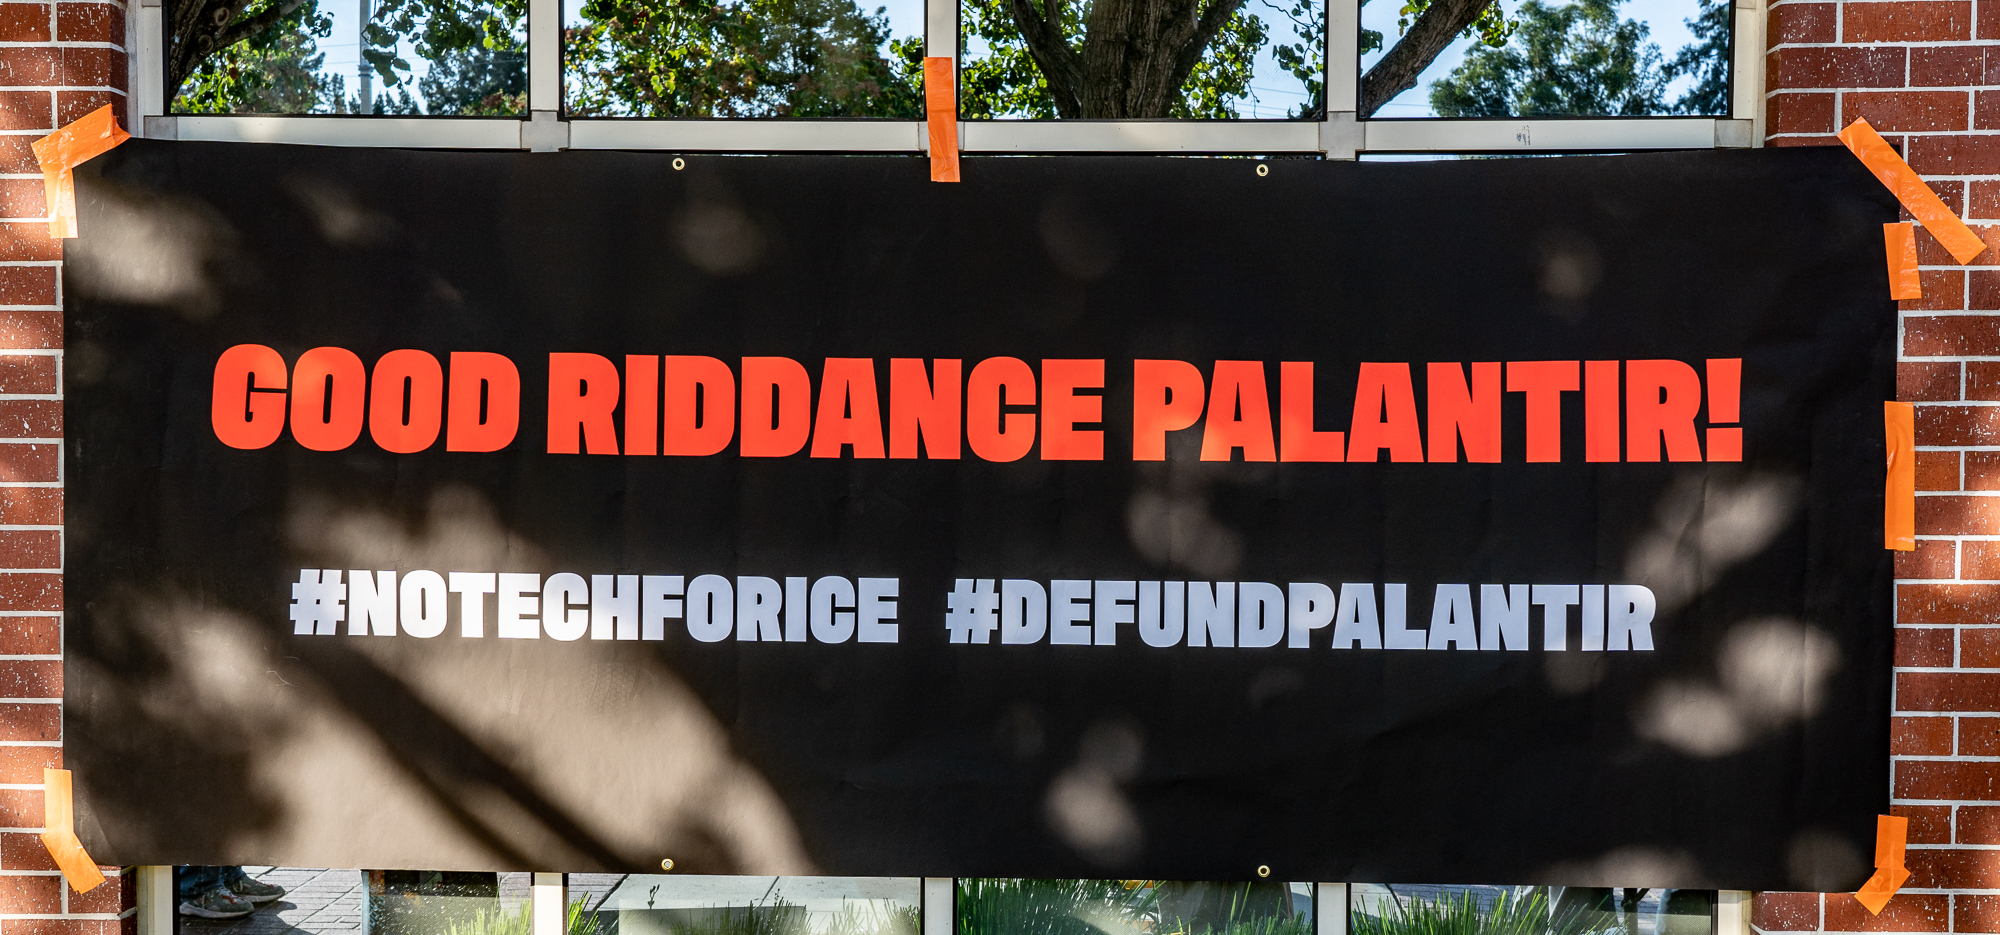 GOOD RIDDANCE PALANTIR!
#NOTECHFORICE #DEFUNDPALANTIR